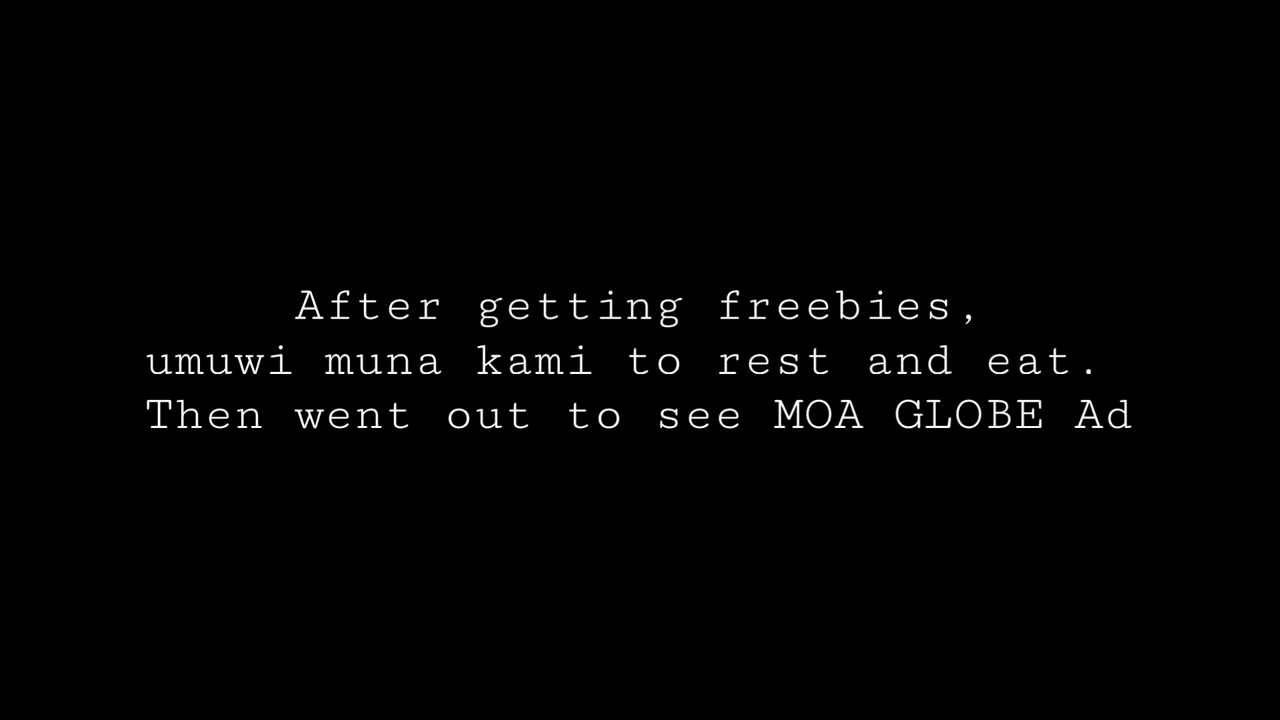 After getting freebies,
umuwi muna kami to rest and eat.
Then went out to see MOA GLOBE Ad